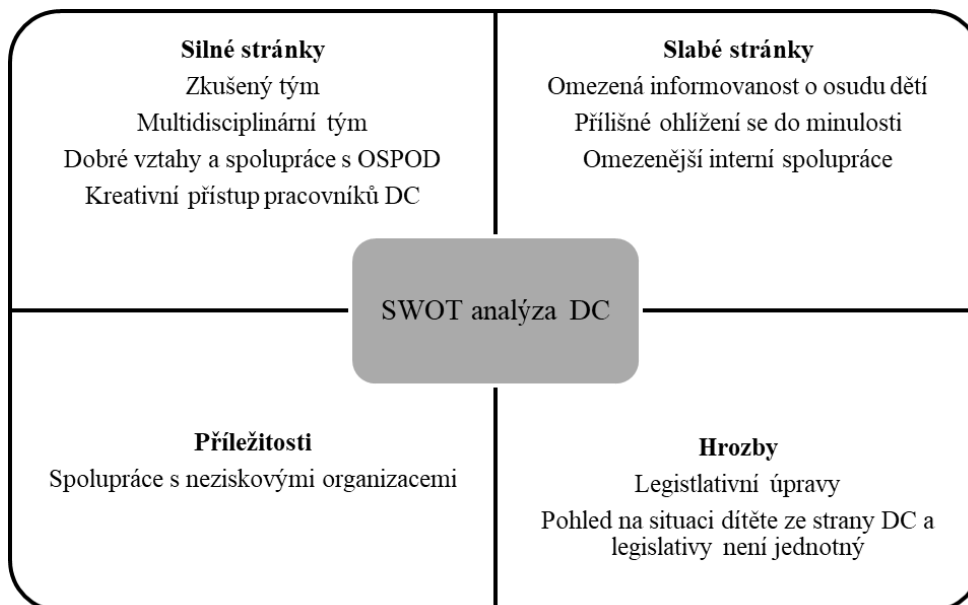 Silné stránky
Zkušený tým
Multidisciplinární tým
Dobré vztahy a spolupráce s OSPOD
Kreativní přístup pracovníků DC
Slabé stránky
Omezená informovanost o osudu dětí
Přílišné ohlížení se do minulosti
Omezenější interní spolupráce
SWOT analýza DC
Příležitosti
Spolupráce s neziskovými organizacemi
Hrozby
Legistlativní úpravy
Pohled na situaci dítěte ze strany DC a
legislativy není jednotný